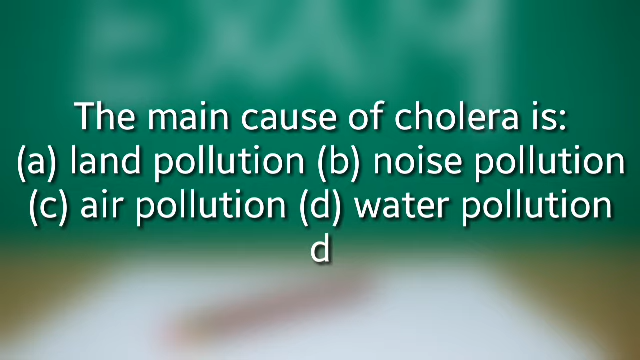 The main cause of cholera is:
(a) land pollution (b) noise pollution
(c) air pollution (d) water pollution
d